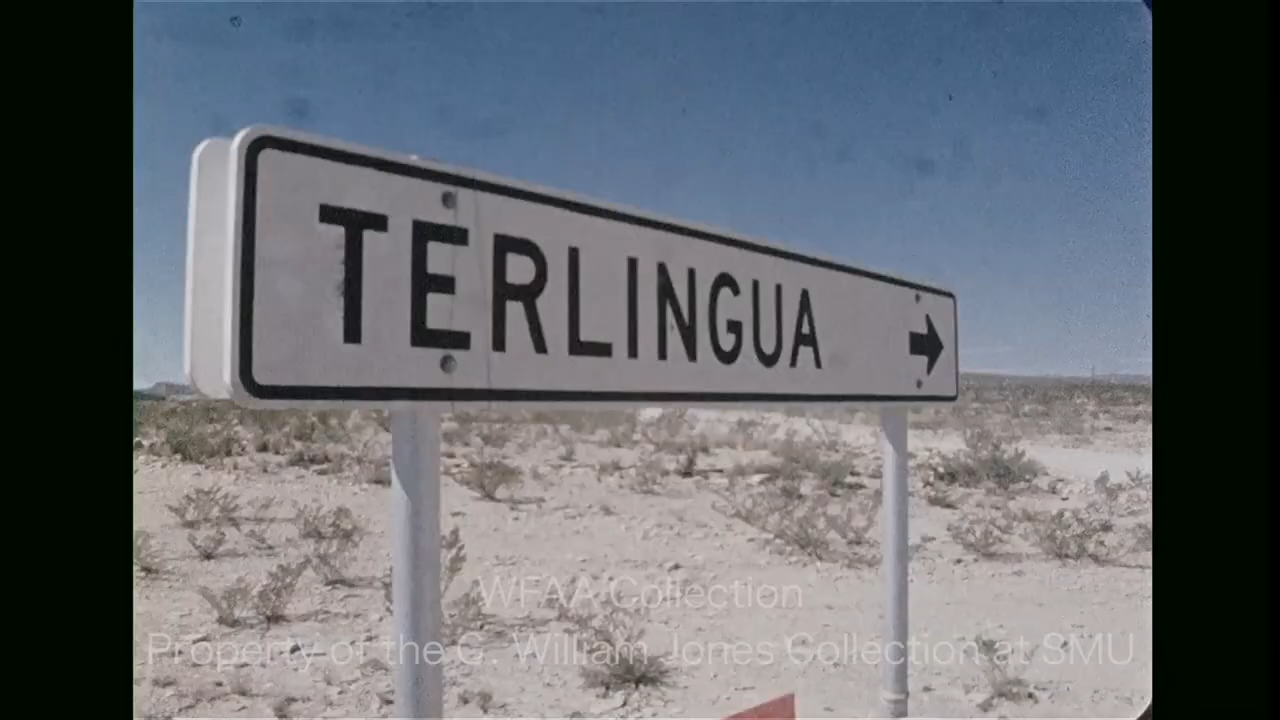 TERLINGUA →
WFAA Collection
Property of the G. William Jones Collection at SMU